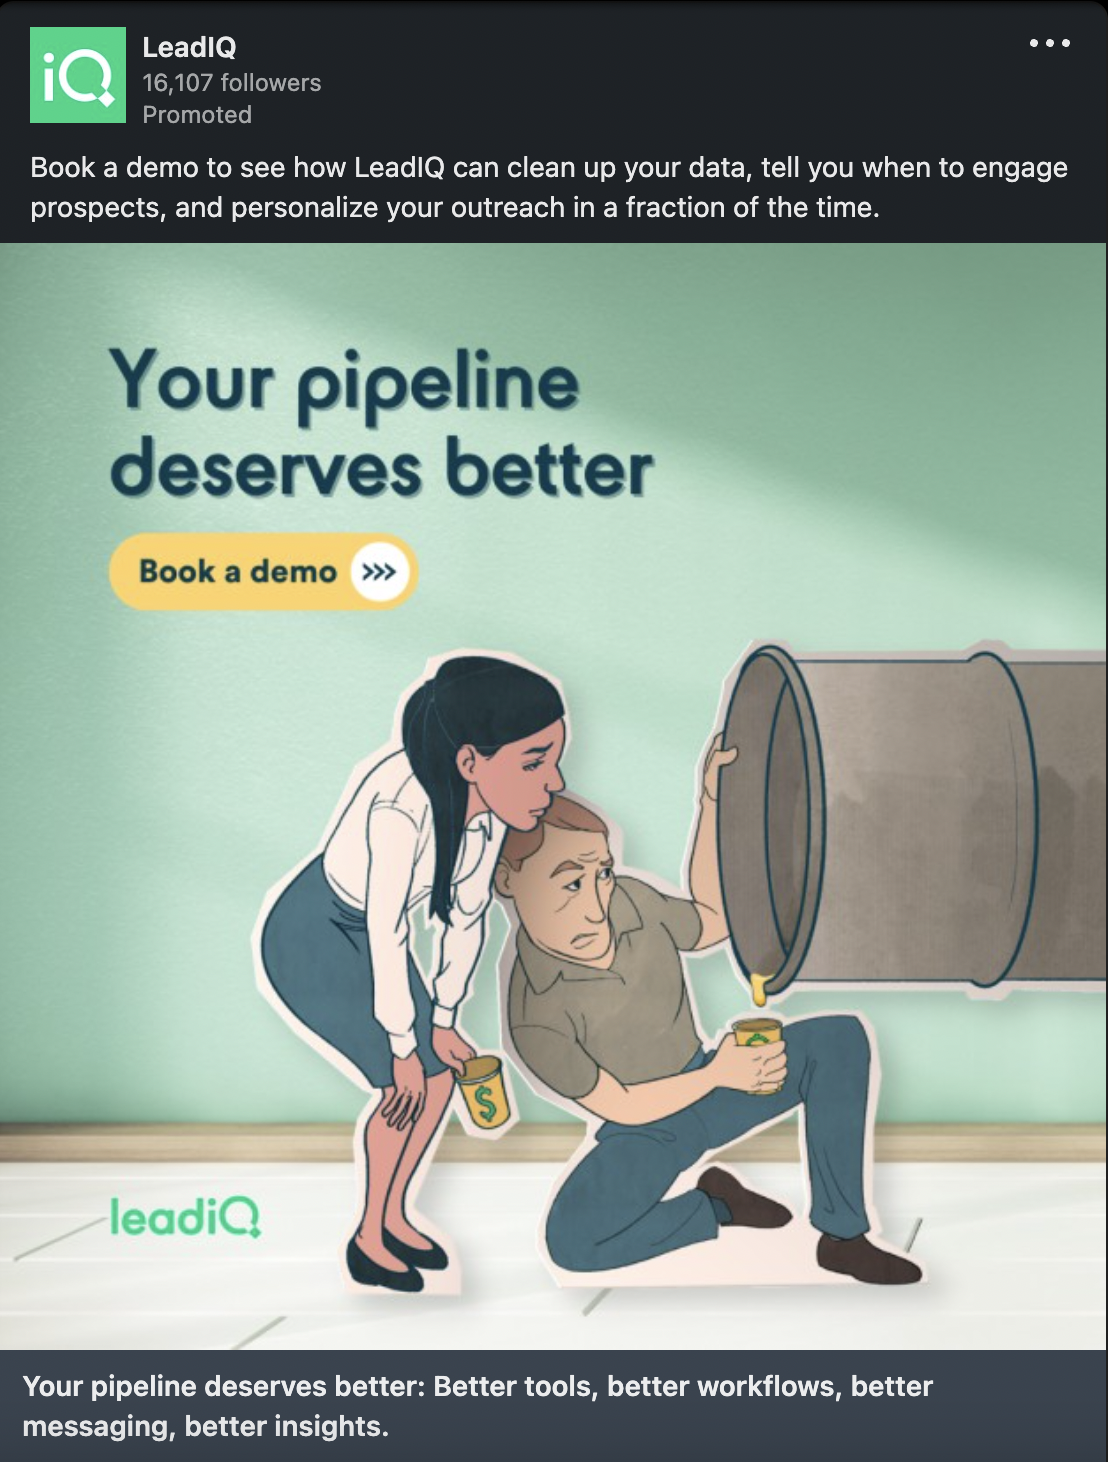 iQ
LeadIQ
16,107 followers
Promoted
Book a demo to see how LeadIQ can clean up your data, tell you when to engage
prospects, and personalize your outreach in a fraction of the time.
Your pipeline
deserves better
Book a demo >>>
$
leadiQ
Your pipeline deserves better: Better tools, better workflows, better
messaging, better insights.